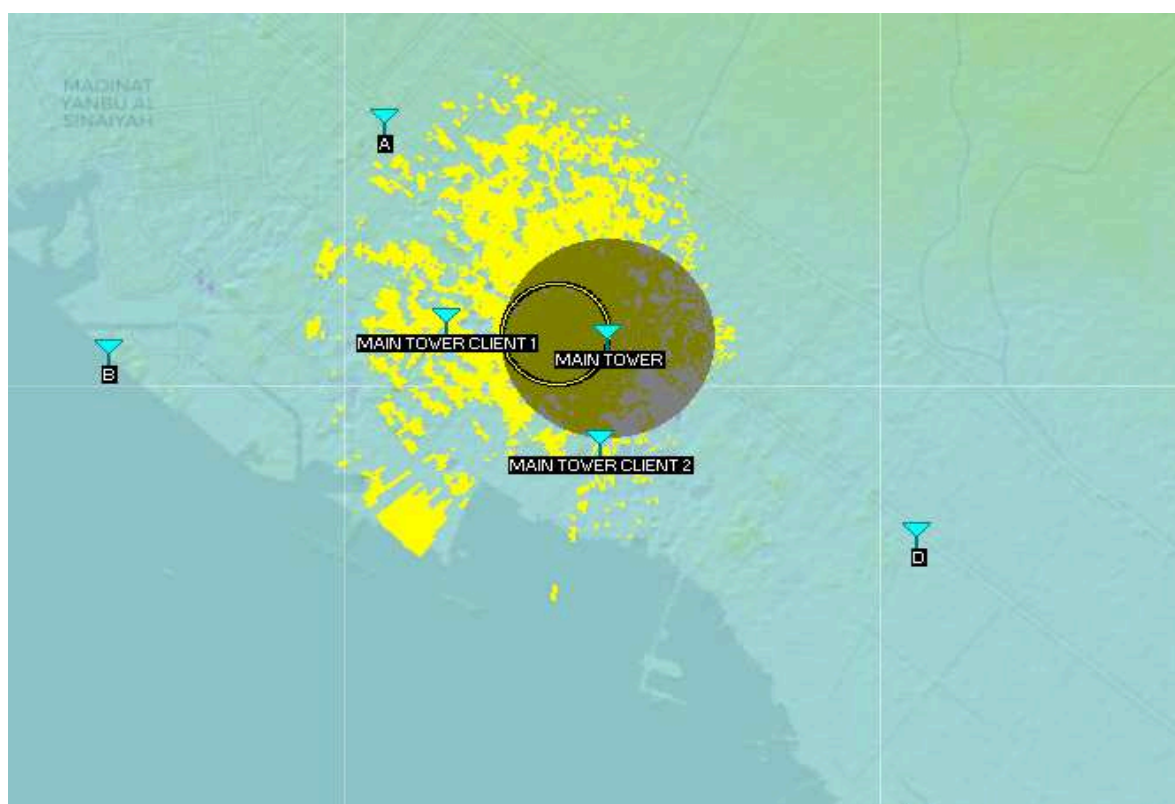 MADINAT
YANBU AL
SINAIYAH
A
MAIN TOWER CLIENT 1
MAIN TOWER
B
MAIN TOWER CLIENT 2
D